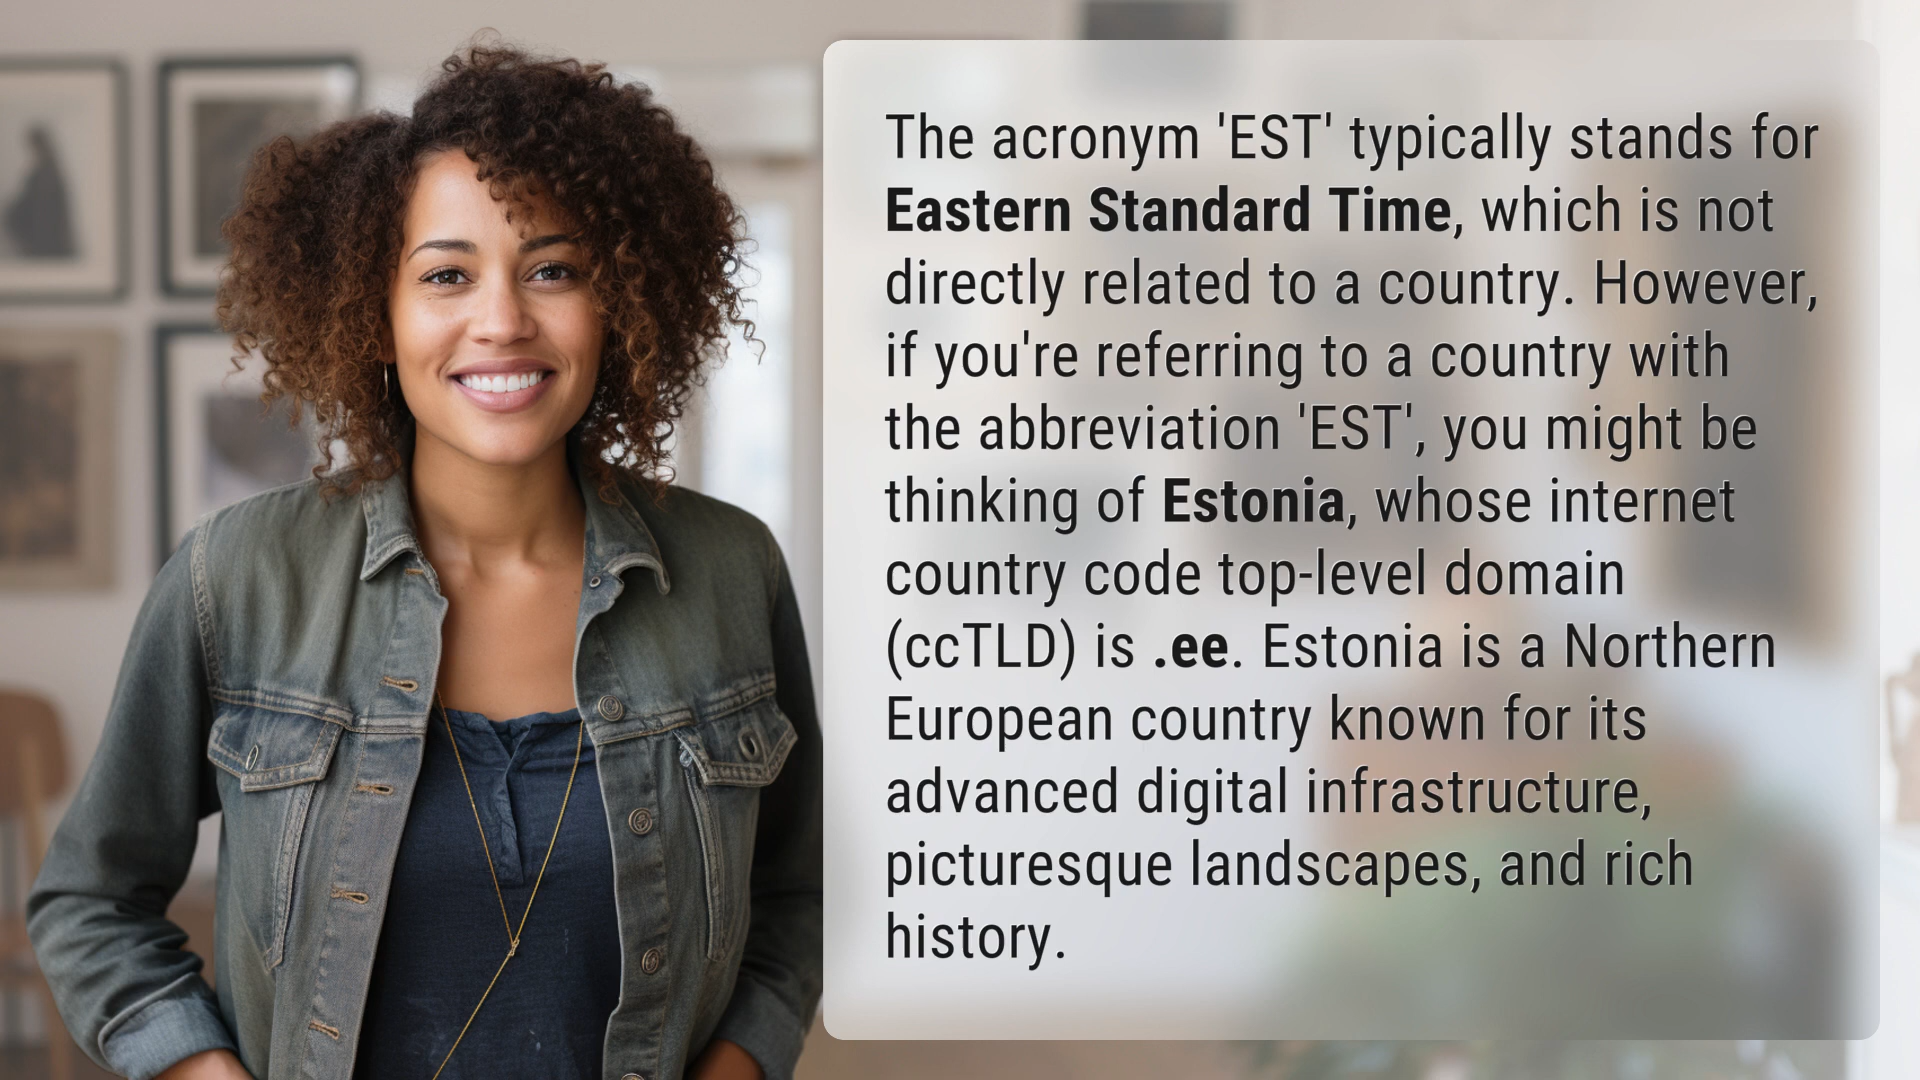 The acronym 'EST' typically stands for
Eastern Standard Time, which is not
directly related to a country. However,
if you're referring to a country with
the abbreviation 'EST', you might be
thinking of Estonia, whose internet
country code top-level domain
(ccTLD) is .ee. Estonia is a Northern
European country known for its
advanced digital infrastructure,
picturesque landscapes, and rich
history.